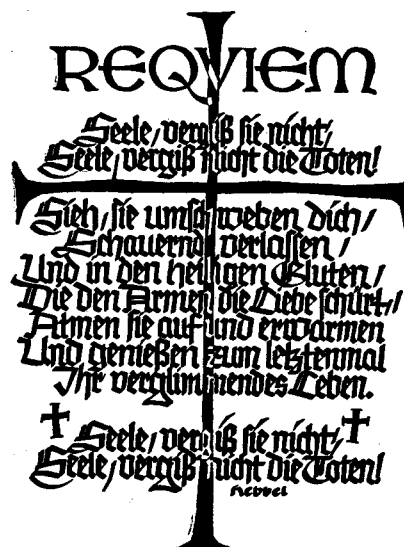 REQVIEM
Seele, vergiß sie nicht,
Seele, vergiß nicht die Toten!
Sieh, sie umschweben dich,
Schauernd, verlassen,
Und in den heiligen Gluten,
Die den Armen die Liebe schürt,
Atmen sie auf und erwarmen
Und genießen zum letztenmal
Ihr verglimmendes Leben.
Seele, vergiß sie nicht,
Seele, vergiß nicht die Toten!
Hebbel